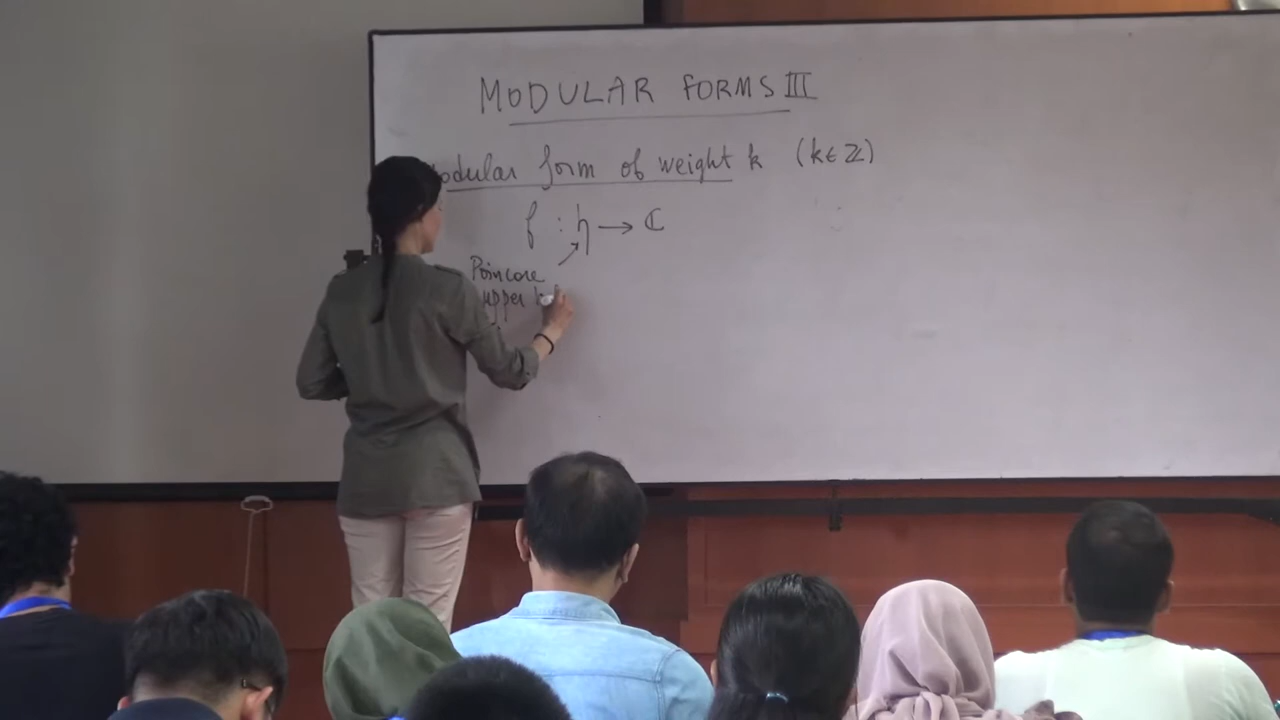 MODULAR FORMS III
odular form of weight k (k ∈ ℤ)
f : h → ℂ
Poincare
upper